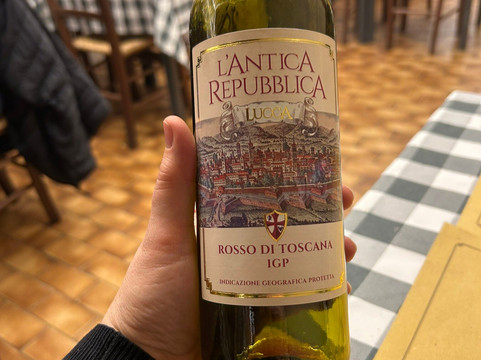 L'ANTICA
REPUBBLICA
LUCCA
ROSSO DI TOSCANA
IGP
INDICAZIONE GEOGRAFICA PROTETTA